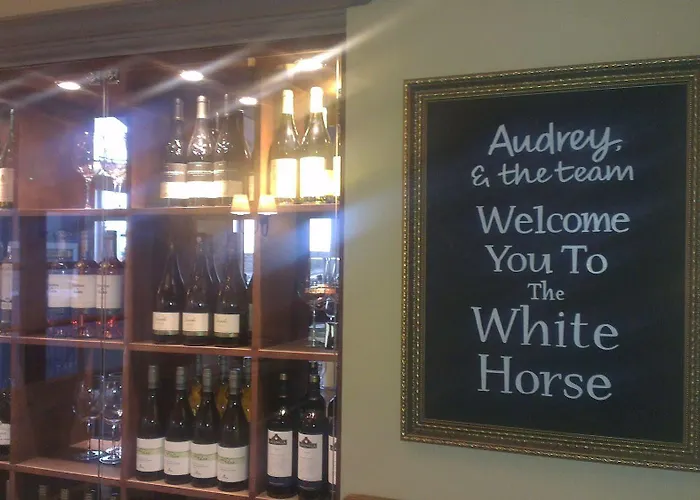 Audrey,
& the team
Welcome
You To
The
White
Horse